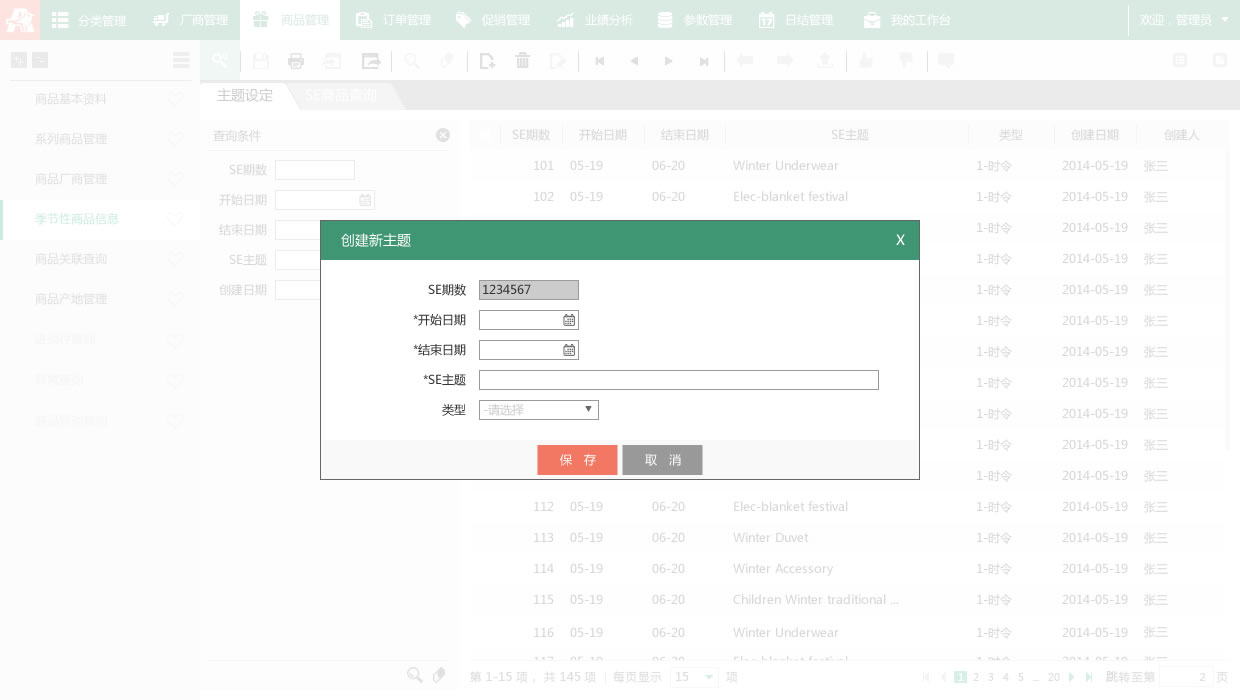 分类管理 厂商管理 商品管理 订单管理 促销管理 业绩分析 参数管理 日结管理 我的工作台 欢迎，管理员
主题设定 SE商品查询
商品基本资料
系列商品管理
商品厂商管理
季节性商品信息
商品关联查询
商品产地管理
查询条件
SE期数
开始日期
结束日期
SE主题
创建日期
SE期数 开始日期 结束日期 SE主题 类型 创建日期 创建人
101 05-19 06-20 Winter Underwear 1-时令 2014-05-19 张三
102 05-19 06-20 Elec-blanket festival 1-时令 2014-05-19 张三
1-时令 2014-05-19 张三
1-时令 2014-05-19 张三
1-时令 2014-05-19 张三
1-时令 2014-05-19 张三
1-时令 2014-05-19 张三
1-时令 2014-05-19 张三
1-时令 2014-05-19 张三
1-时令 2014-05-19 张三
1-时令 2014-05-19 张三
112 05-19 06-20 Elec-blanket festival 1-时令 2014-05-19 张三
113 05-19 06-20 Winter Duvet 1-时令 2014-05-19 张三
114 05-19 06-20 Winter Accessory 1-时令 2014-05-19 张三
115 05-19 06-20 Children Winter traditional ... 1-时令 2014-05-19 张三
116 05-19 06-20 Winter Underwear 1-时令 2014-05-19 张三
117 05-19 06-20 Elec-blanket festival 1-时令 2014-05-19 张三
第 1-15 项， 共 145 项 每页显示 15 项 1 2 3 4 5 ... 20 跳转至第 2 页
创建新主题 X
SE期数 1234567
*开始日期
*结束日期
*SE主题
类型 -请选择
保 存 取 消